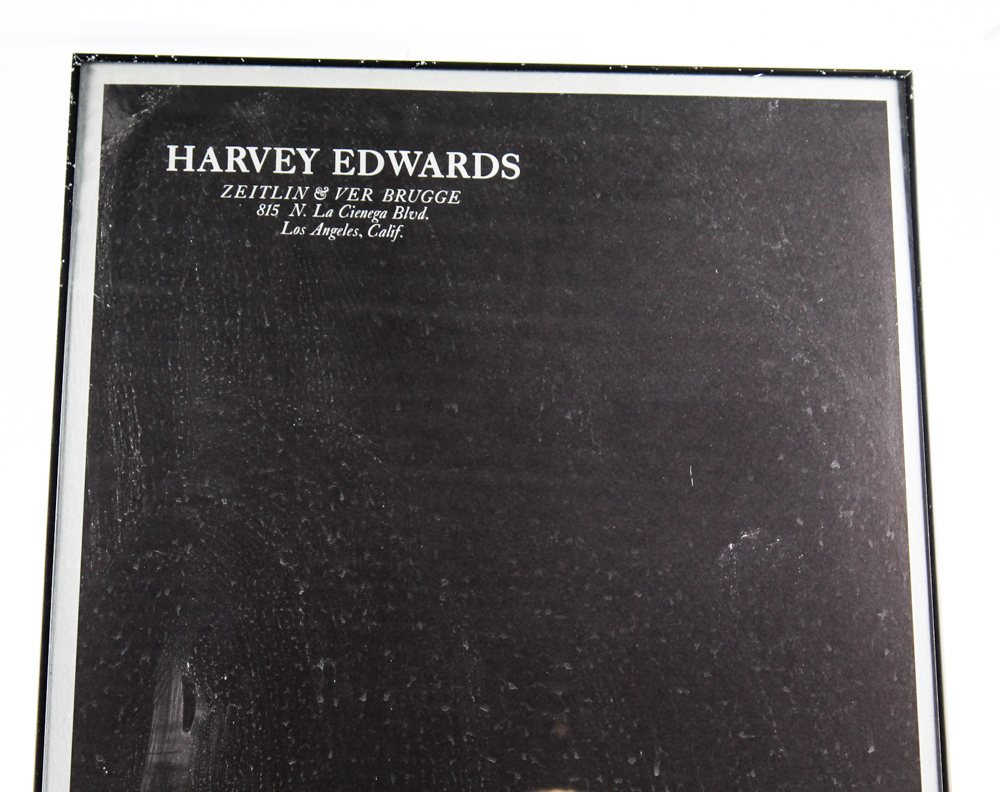 HARVEY EDWARDS
ZEITLIN & VER BRUGGE
815 N. La Cienega Blvd.
Los Angeles, Calif.